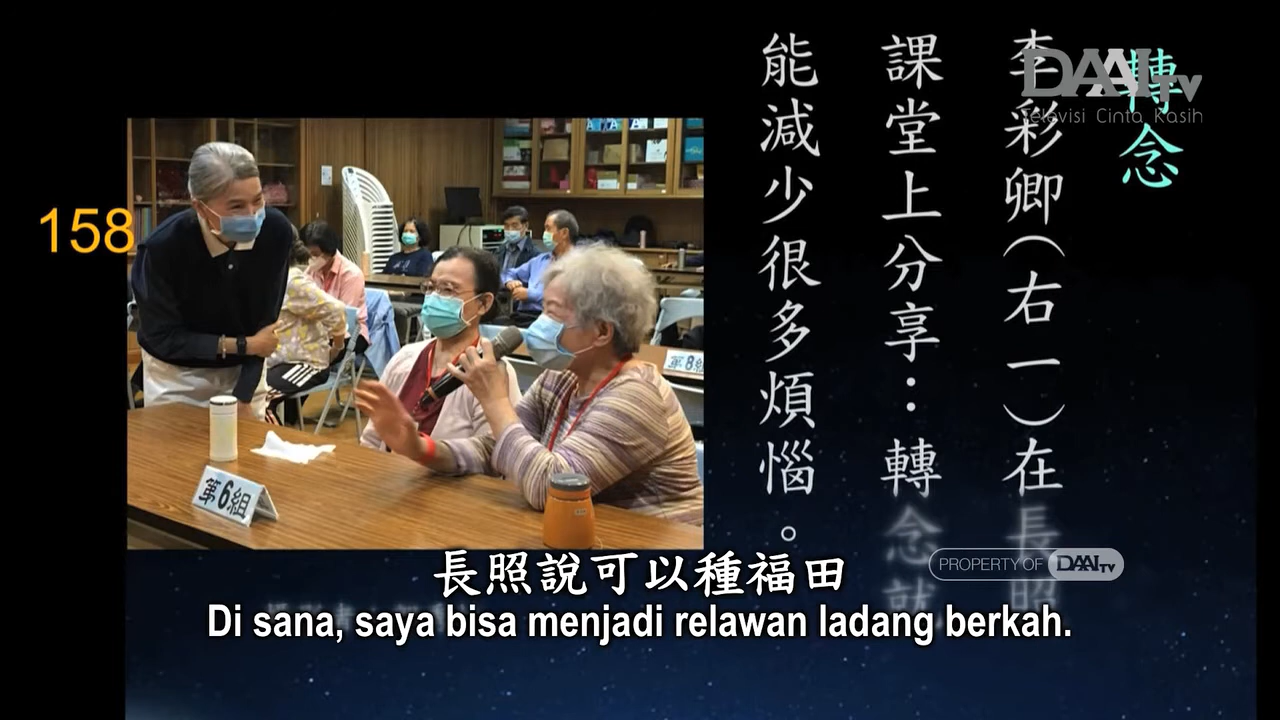 轉念
李彩卿(右一)在長照
課堂上分享：轉念就
能減少很多煩惱。
DAAI TV
Televisi Cinta Kasih
158
第8組
第6組
PROPERTY OF DAAI TV
長照說可以種福田
Di sana, saya bisa menjadi relawan ladang berkah.